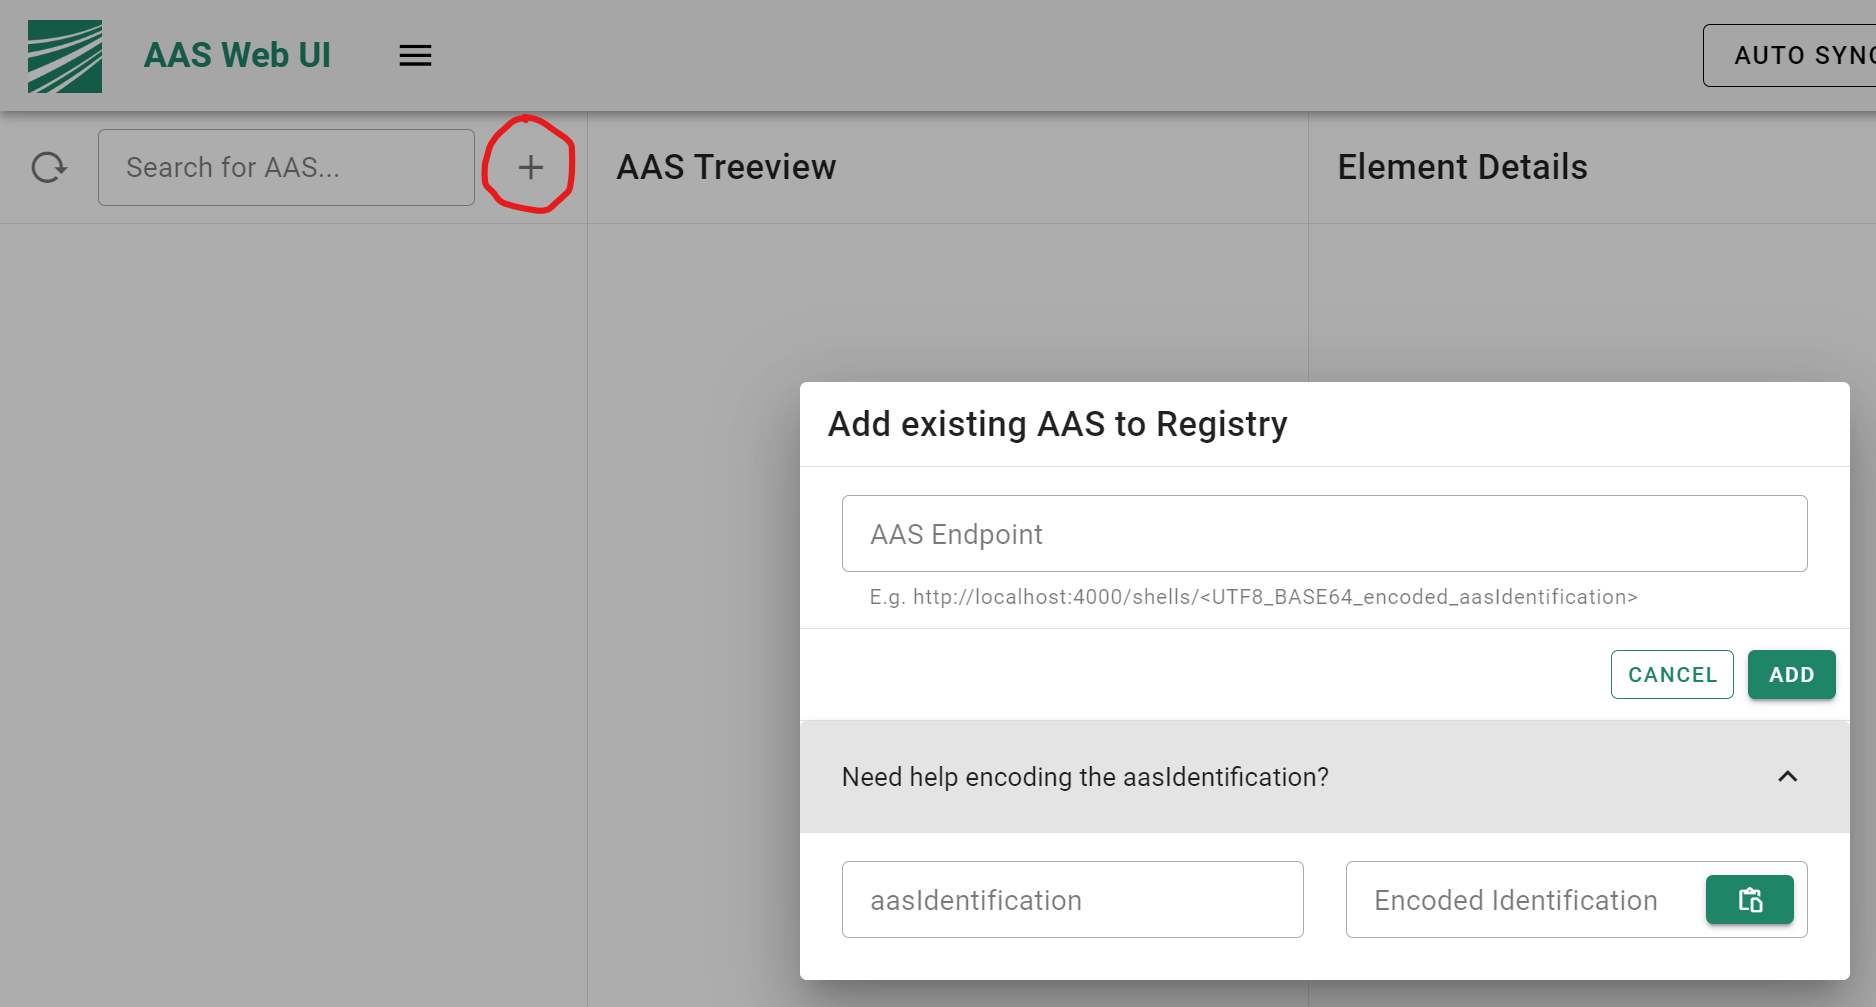 AAS Web UI
AUTO SYNC
Search for AAS...
AAS Treeview
Element Details
Add existing AAS to Registry
AAS Endpoint
E.g. http://localhost:4000/shells/<UTF8_BASE64_encoded_aasIdentification>
CANCEL
ADD
Need help encoding the aasIdentification?
aasIdentification
Encoded Identification